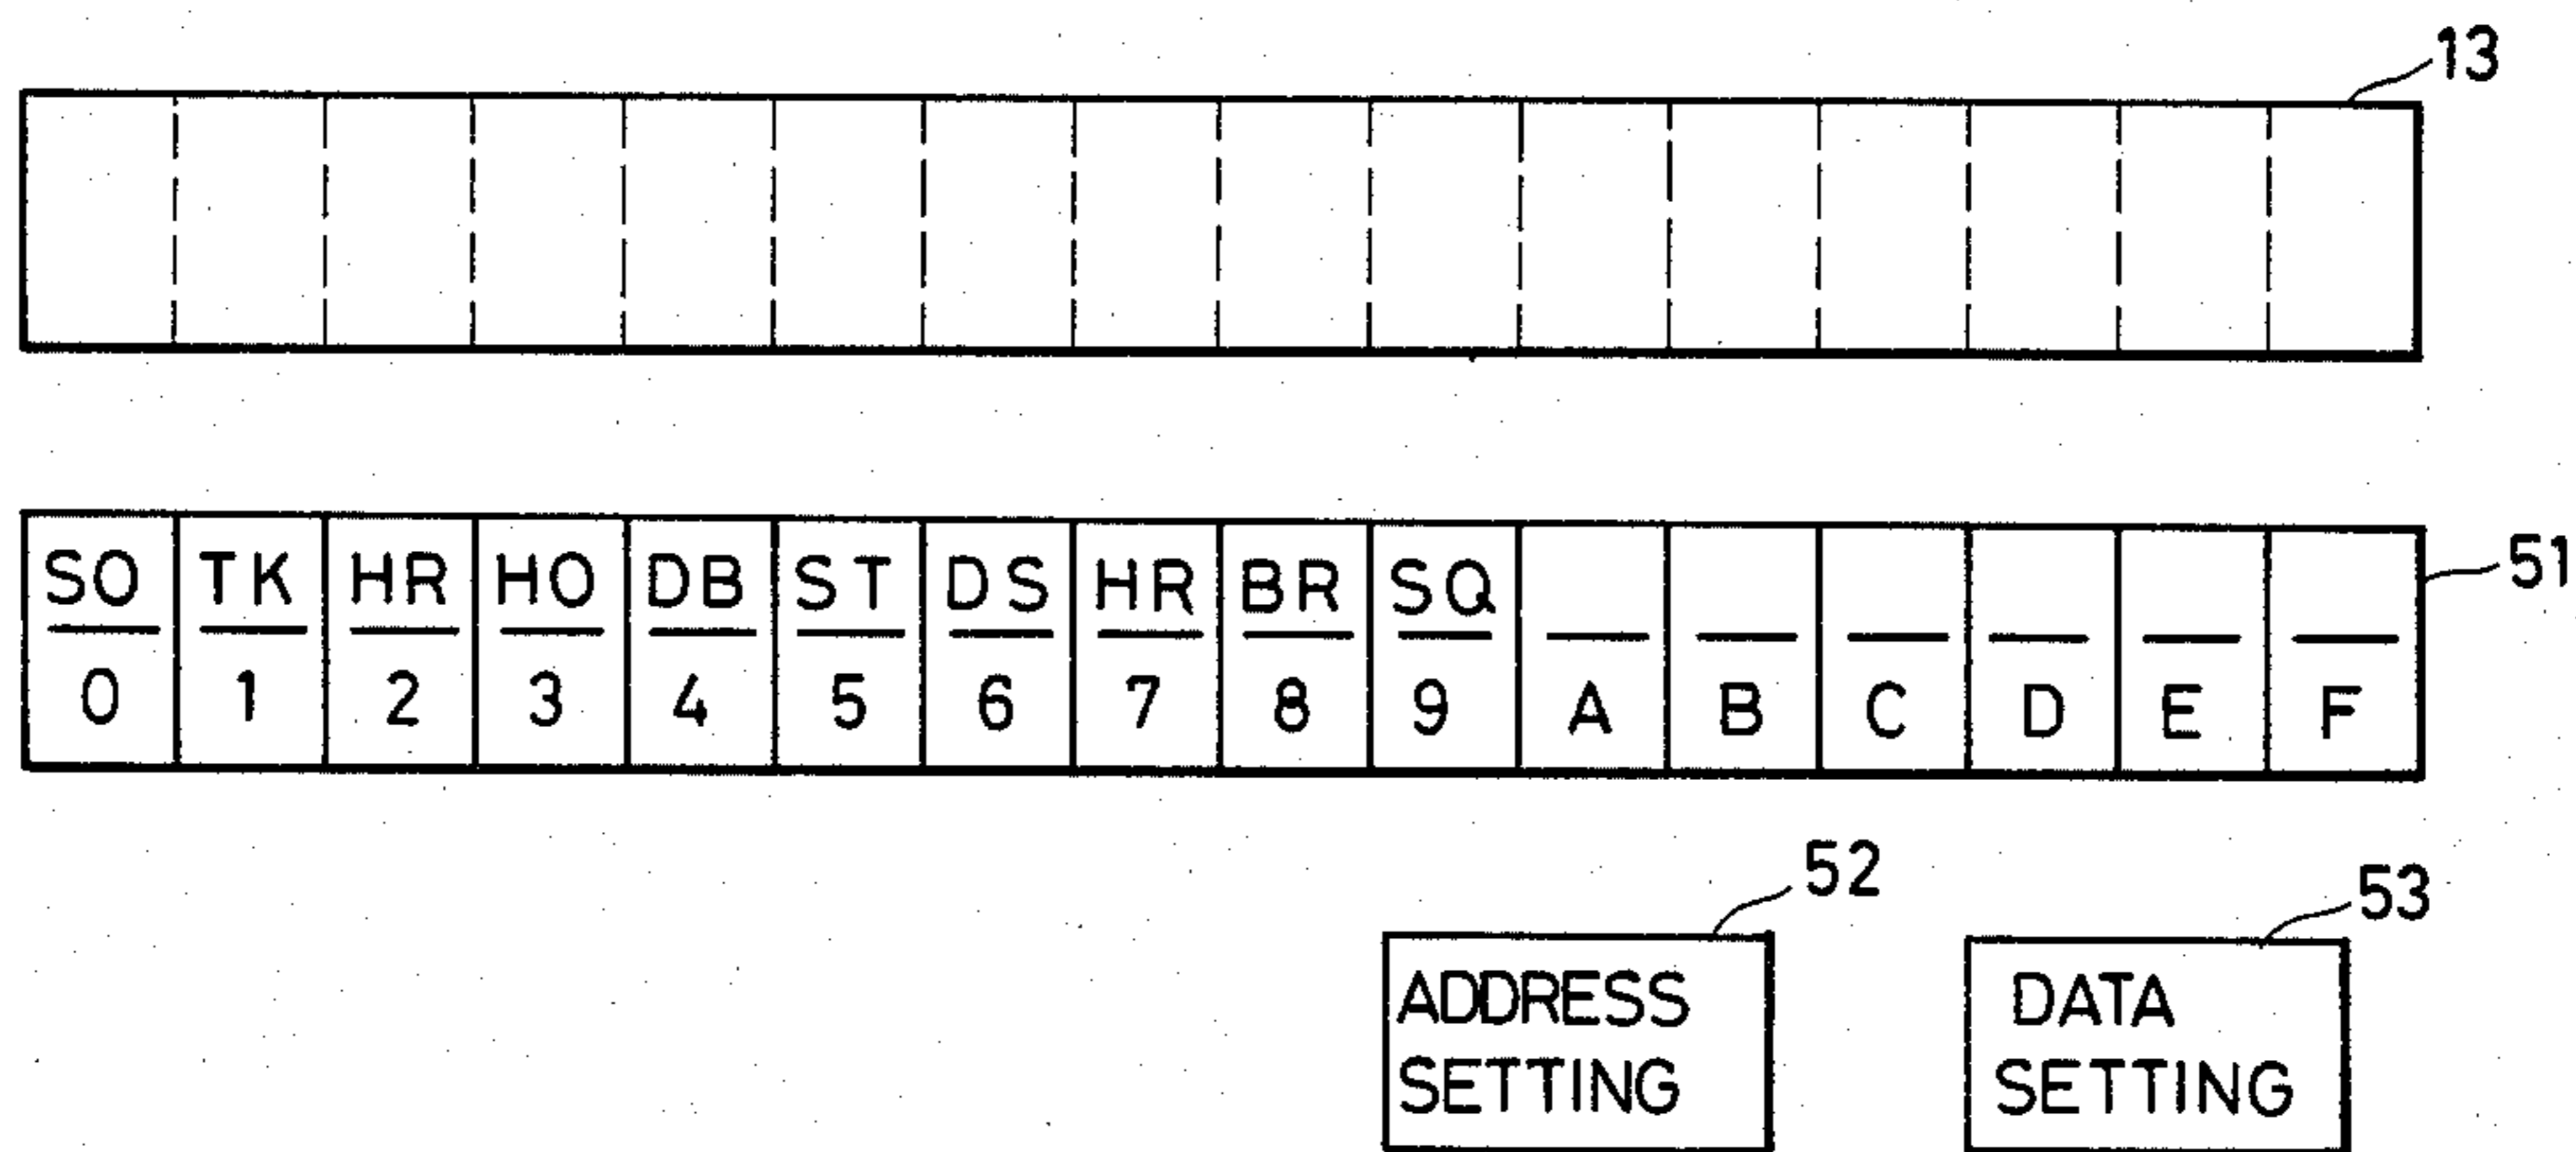 13
SO TK HR HO DB ST DS HR BR SQ
0 1 2 3 4 5 6 7 8 9 A B C D E F
51
52
53
ADDRESS
SETTING
DATA
SETTING